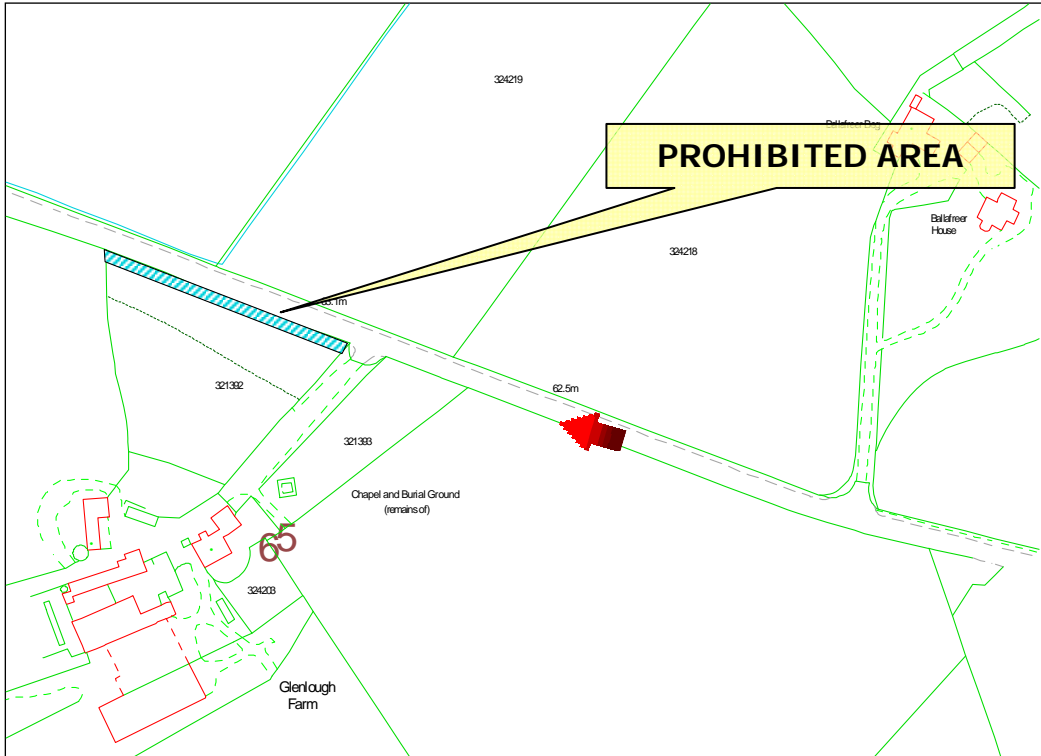 324219
PROHIBITED AREA
Ballafreer
House
324218
62.5m
321392
321393
Chapel and Burial Ground
(remains of)
65
324203
Glenlough
Farm